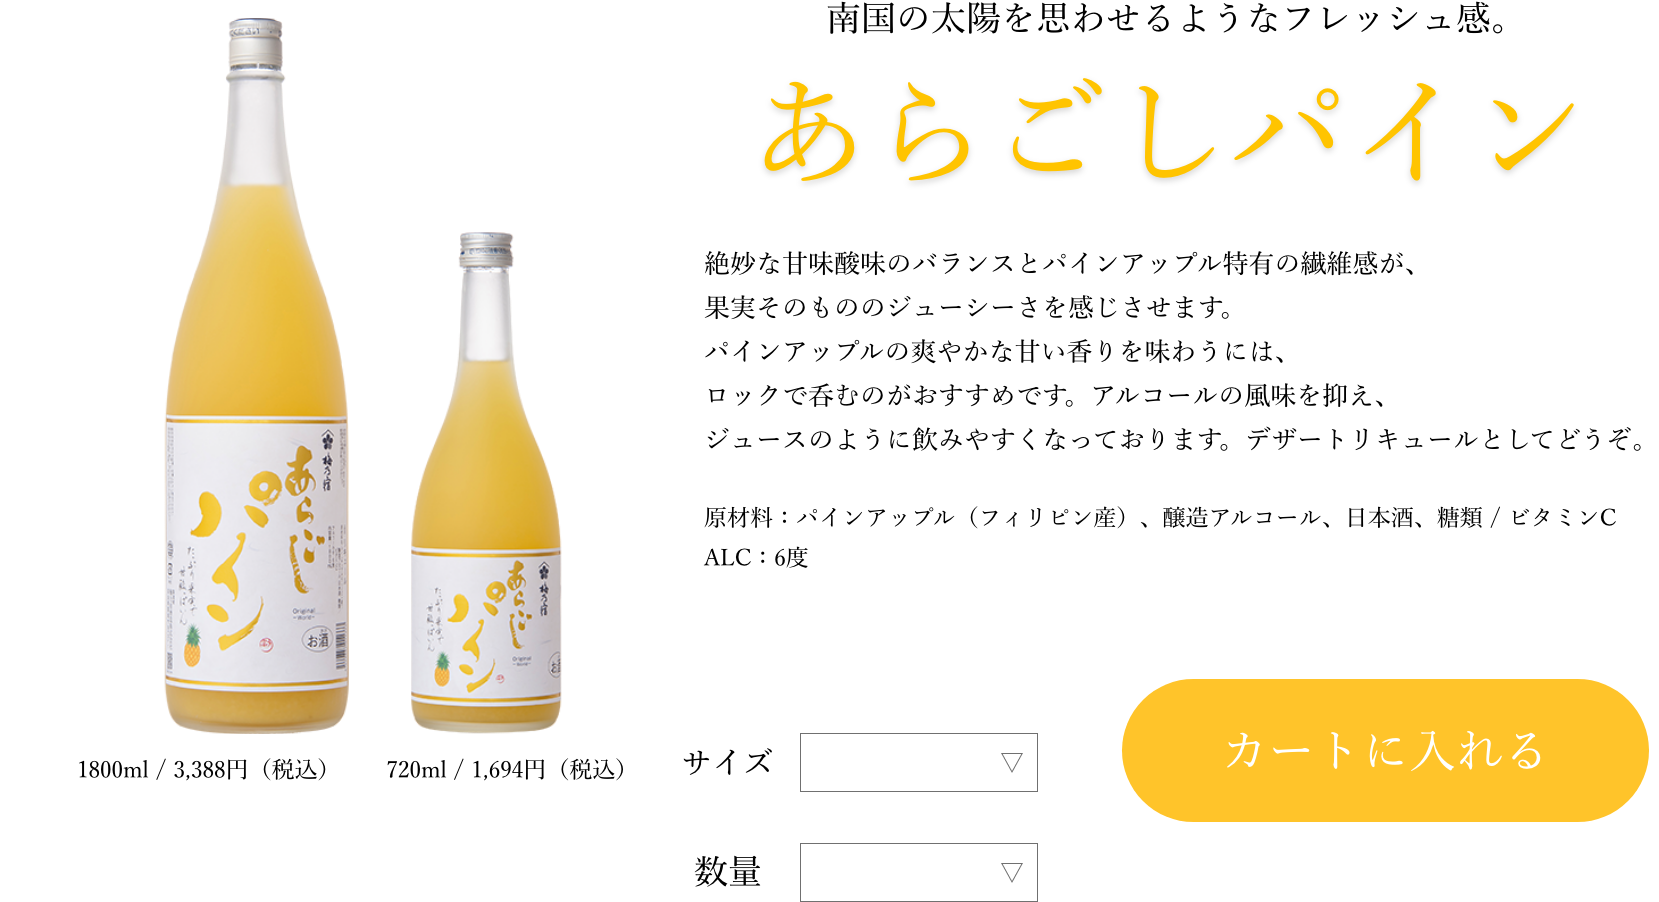 南国の太陽を思わせるようなフレッシュ感。
あらごしパイン
絶妙な甘味酸味のバランスとパインアップル特有の繊維感が、
果実そのもののジューシーさを感じさせます。
パインアップルの爽やかな甘い香りを味わうには、
ロックで呑むのがおすすめです。アルコールの風味を抑え、
ジュースのように飲みやすくなっております。デザートリキュールとしてどうぞ。
原材料：パインアップル（フィリピン産）、醸造アルコール、日本酒、糖類 / ビタミンC
ALC：6度
梅乃宿
あらごし
パイン
Original
～World～
お酒
梅乃宿
あらごし
パイン
Original
～World～
1800ml / 3,388円（税込）
720ml / 1,694円（税込）
サイズ
▽
数量
▽
カートに入れる